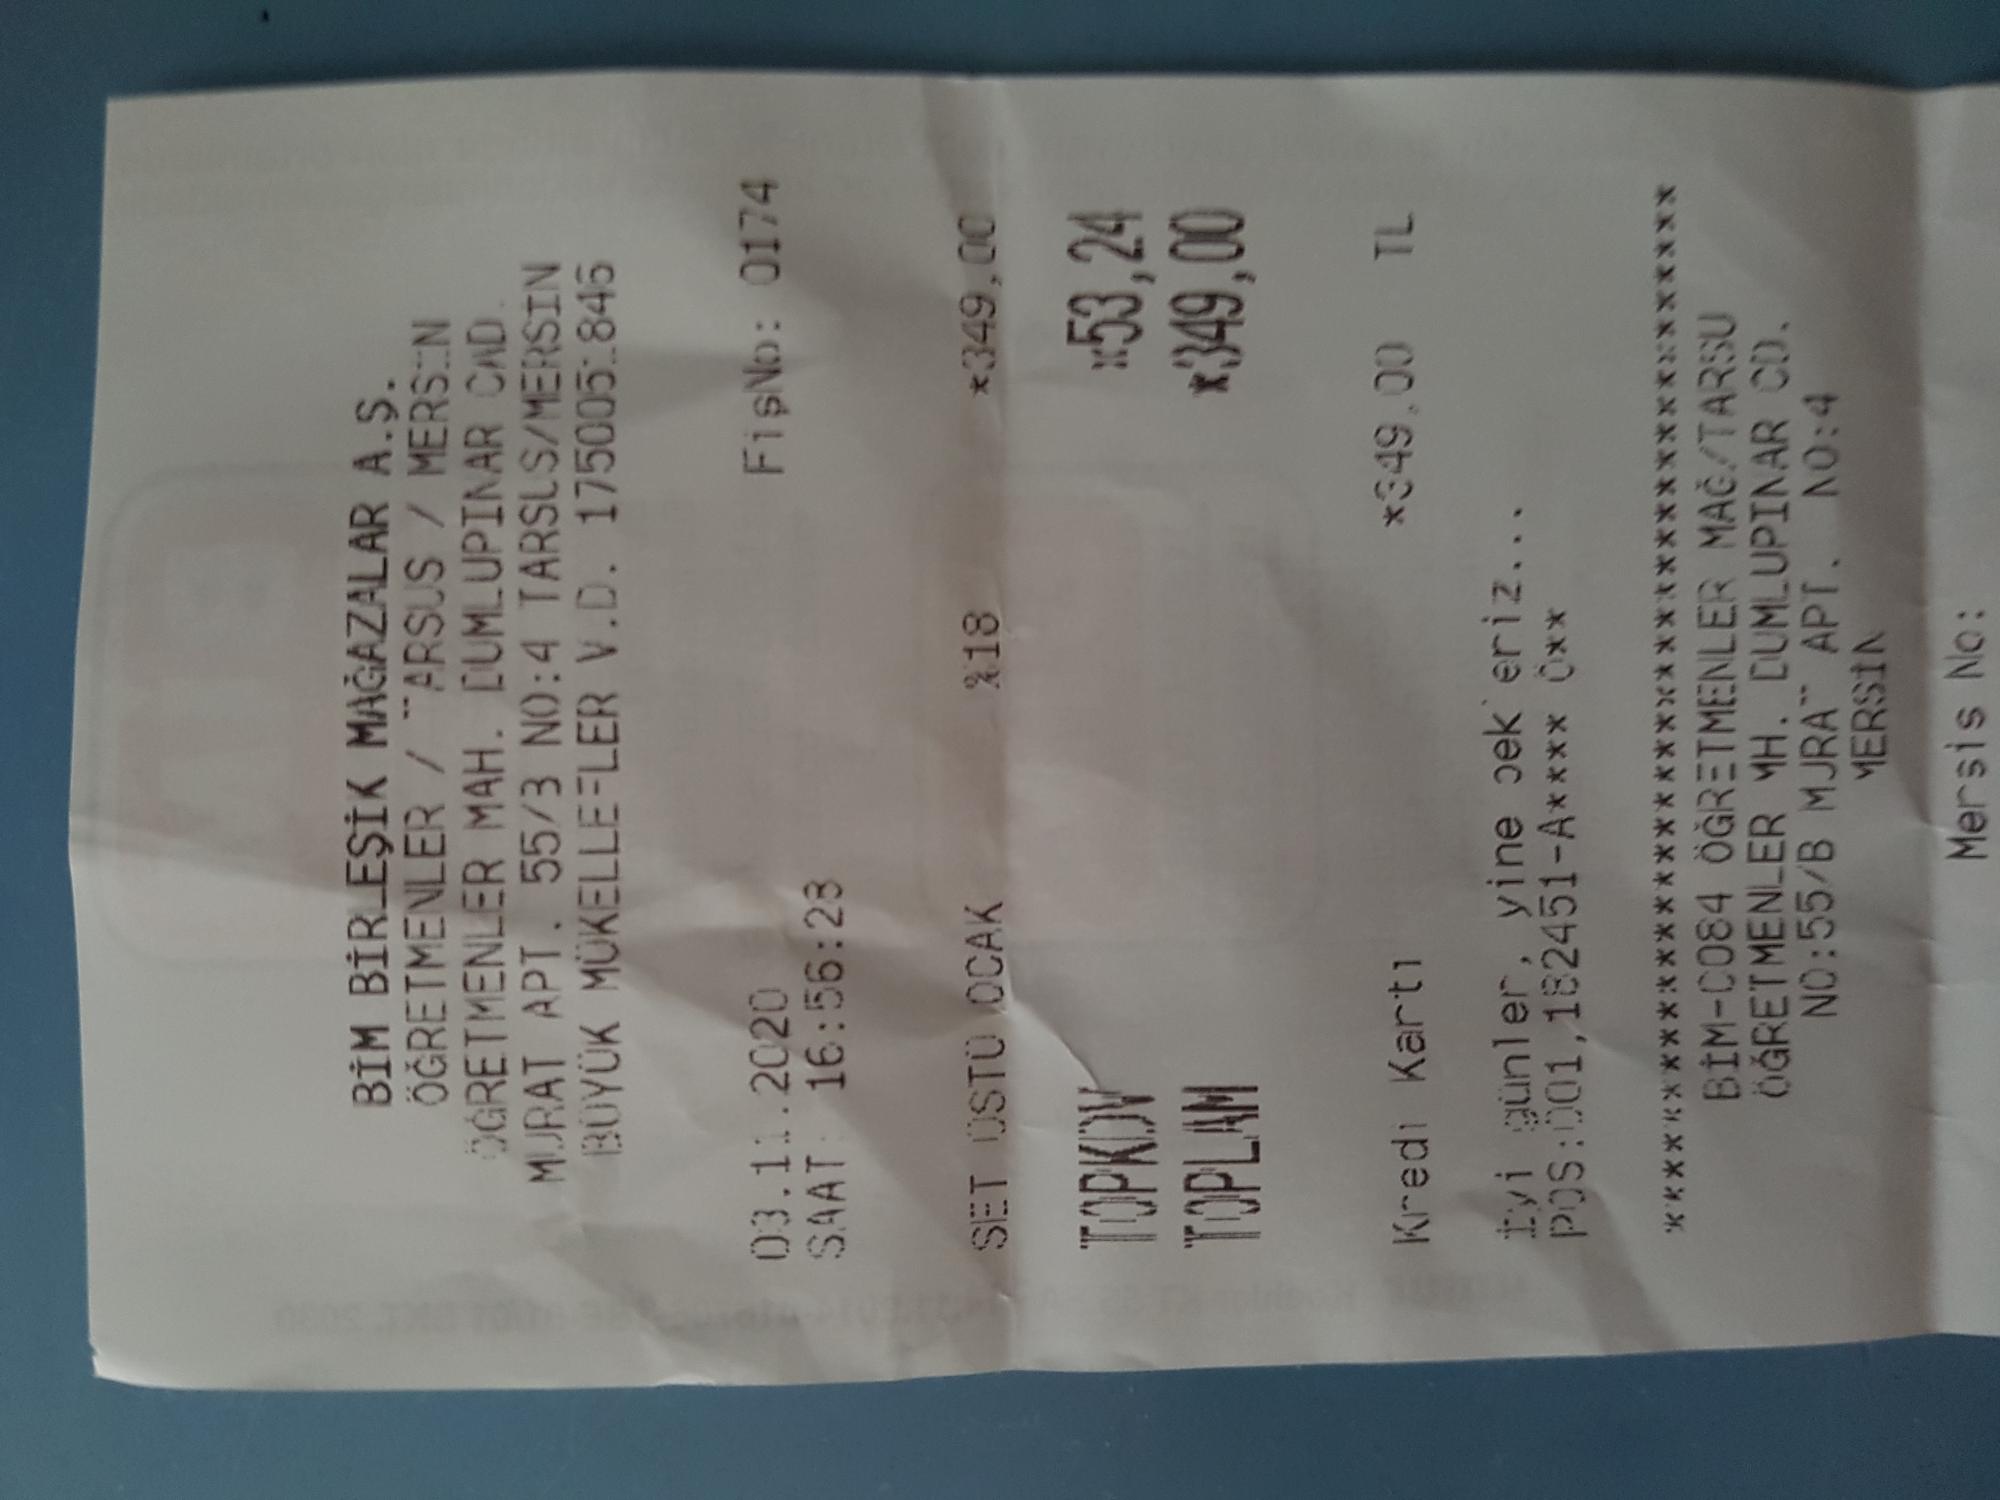 BİM BİRLEŞİK MAĞAZALAR A.Ş.
ÖĞRETMENLER / TARSUS / MERSİN
ÖĞRETMENLER MAH. DUMLUPINAR CAD.
MURAT APT. 55/B NO:4 TARSUS/MERSIN
BÜYÜK MÜKELLEFLER V.D. 1750051846
03.11.2020 FişNo: 0174
SAAT : 16:56:23
SET ÜSTÜ OCAK %18 *349,00
TOPKDV *53,24
TOPLAM *349,00
Kredi Kartı *349,00 TL
İyi günler, yine bekleriz...
POS:001,182451-A**** Ö**
BİM-C084 ÖĞRETMENLER MAĞ/TARSU
ÖĞRETMENLER MH. DUMLUPINAR CD.
NO:55/B MURAT APT. NO:4
MERSİN
Mersis No: